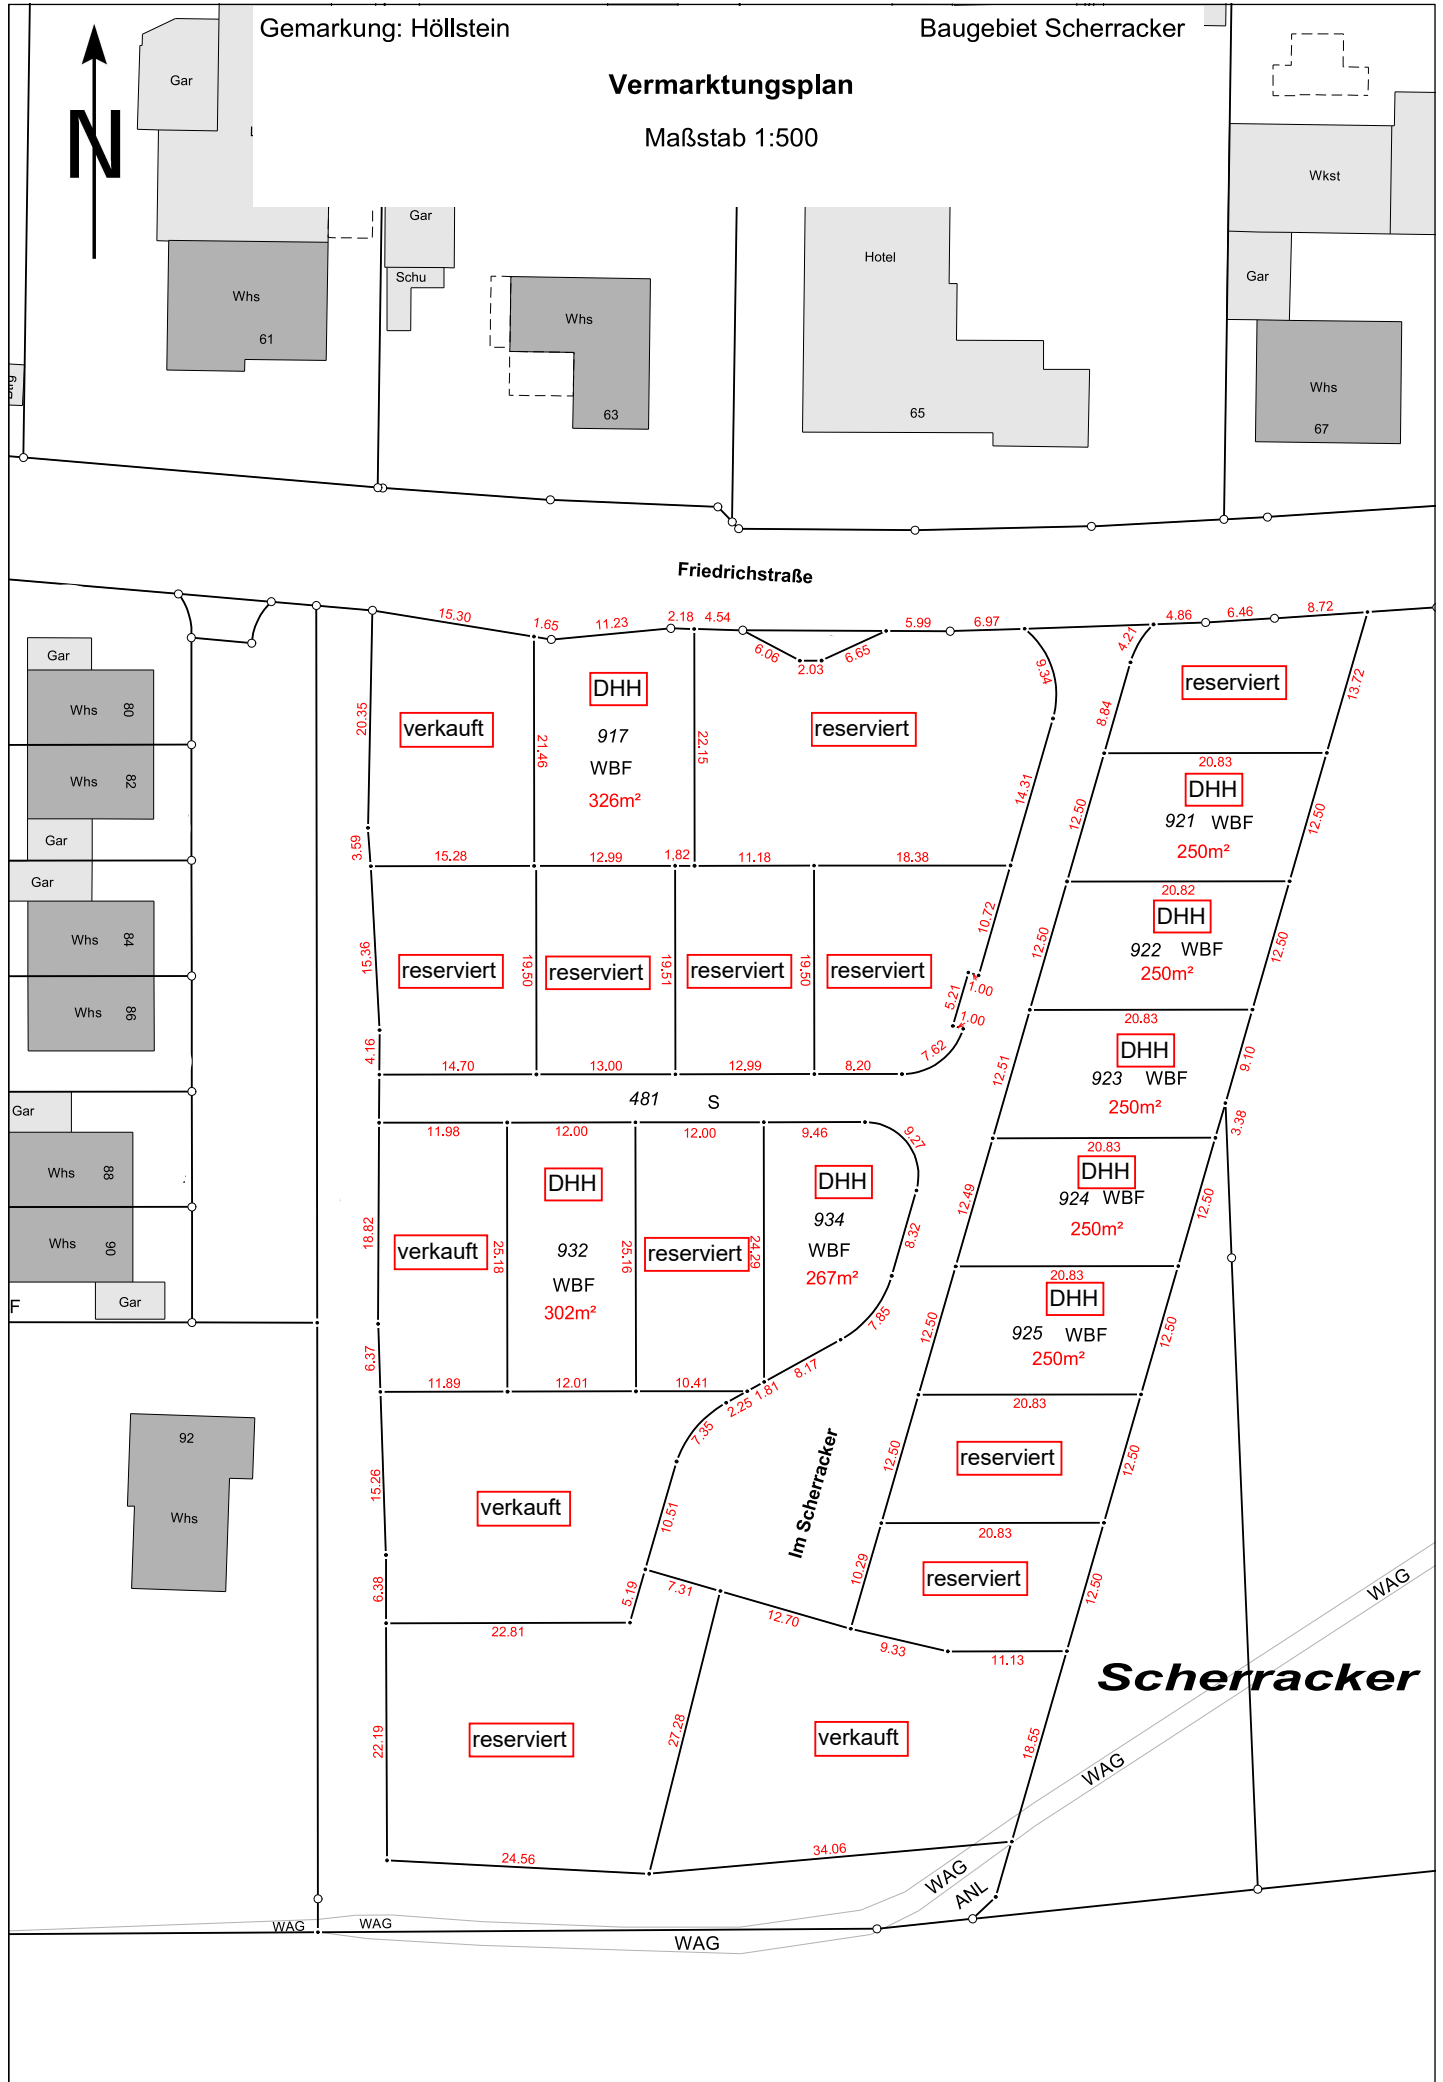 Gemarkung: Höllstein
Baugebiet Scherracker
Vermarktungsplan
Maßstab 1:500
N
Gar
Gar
Schu
Whs
61
Whs
63
Hotel
65
Wkst
Gar
Whs
67
Friedrichstraße
15.30
1.65
11.23
2.18
4.54
6.06
2.03
6.65
5.99
6.97
9.34
4.21
4.86
6.46
8.72
13.72
Gar
Whs
80
Whs
82
Gar
Gar
Whs
84
Whs
86
Gar
Whs
88
Whs
90
Gar
F
92
Whs
20.35
verkauft
21.46
DHH
917
WBF
326m²
22.15
reserviert
14.31
8.84
reserviert
20.83
3.59
15.28
12.99
1.82
11.18
18.38
12.50
DHH
921 WBF
250m²
12.50
20.82
15.36
reserviert
19.50
reserviert
19.51
reserviert
19.50
reserviert
10.72
1.00
5.21
1.00
7.62
12.50
DHH
922 WBF
250m²
12.50
20.83
4.16
14.70
13.00
12.99
8.20
12.51
DHH
923 WBF
250m²
9.10
3.38
20.83
481 S
11.98
12.00
12.00
9.46
9.27
18.82
verkauft
25.18
DHH
932
WBF
302m²
25.16
reserviert
24.29
DHH
934
WBF
267m²
8.32
7.85
12.49
DHH
924 WBF
250m²
12.50
20.83
6.37
11.89
12.01
10.41
2.25
1.81
8.17
12.50
DHH
925 WBF
250m²
12.50
20.83
15.26
verkauft
7.35
10.51
Im Scherracker
12.50
reserviert
12.50
20.83
6.38
22.81
5.19
7.31
12.70
10.29
reserviert
12.50
9.33
11.13
22.19
reserviert
27.28
verkauft
18.55
24.56
34.06
Scherracker
WAG
WAG
WAG
ANL
WAG
WAG
WAG